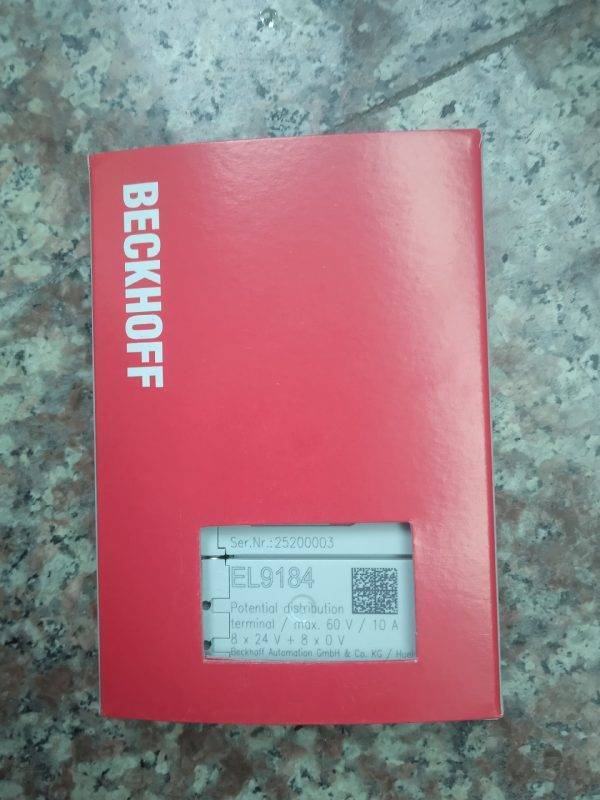 BECKHOFF
Ser.Nr.:25200003
EL9184
Potential distribution
terminal / max. 60 V / 10 A
8 x 24 V + 8 x 0 V
Beckhoff Automation GmbH & Co. KG / Huel